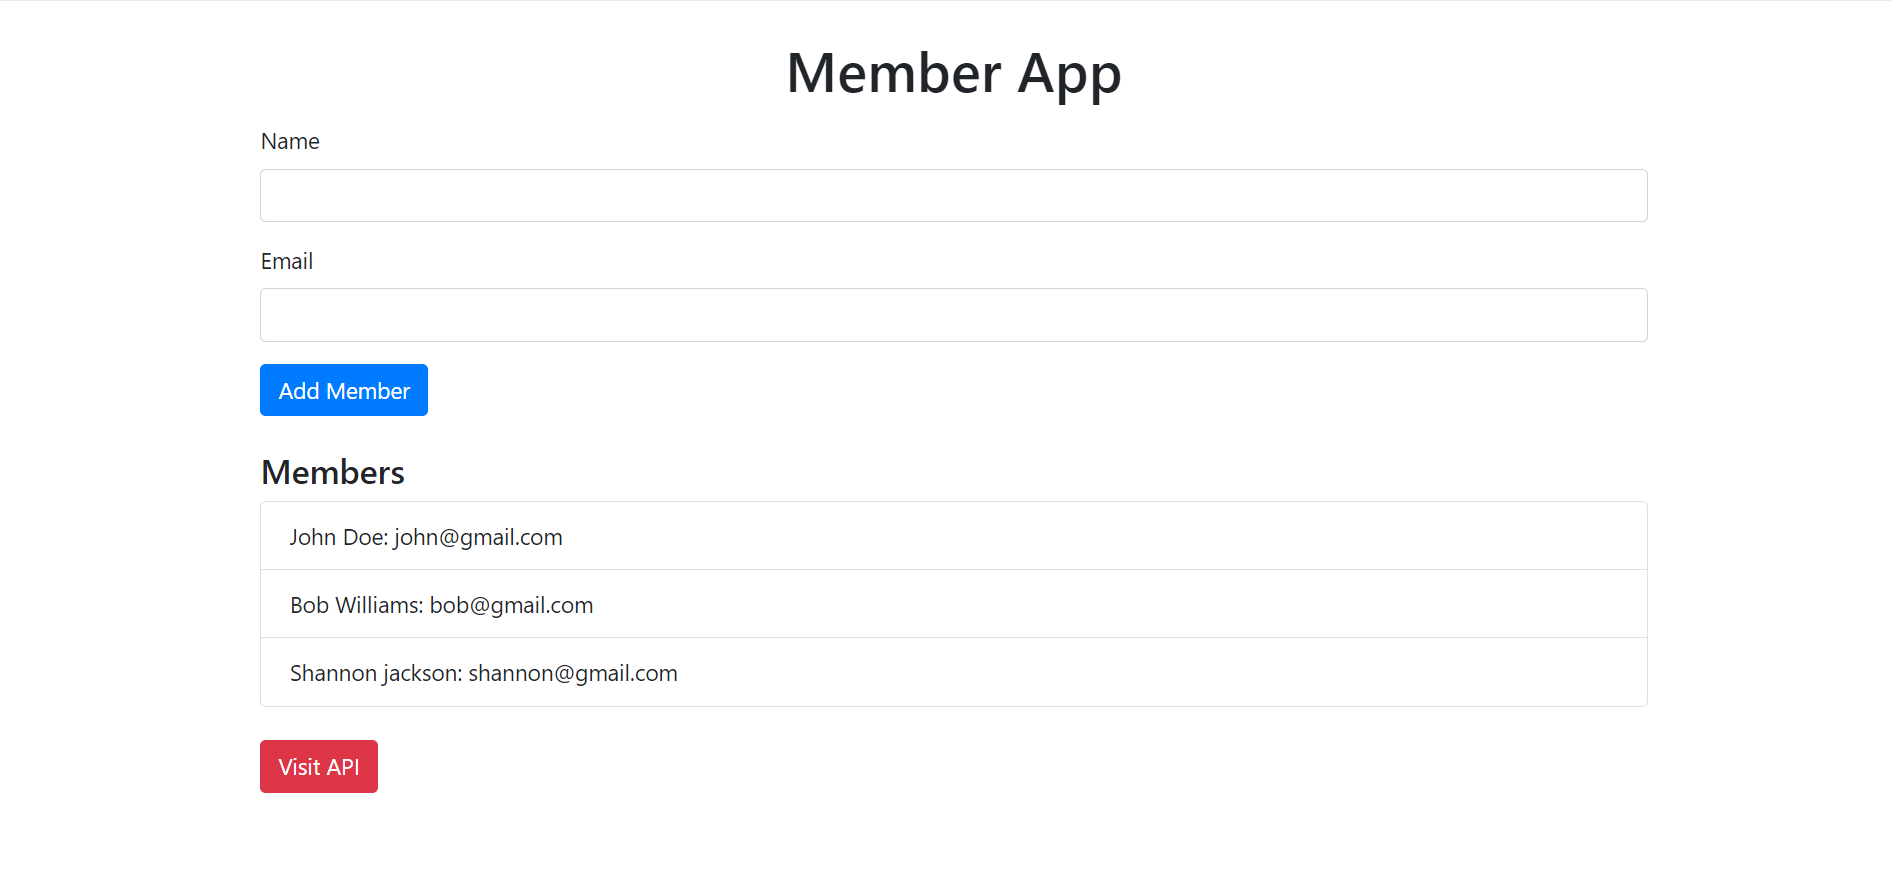 Member App
Name
Email
Add Member
Members
John Doe: john@gmail.com
Bob Williams: bob@gmail.com
Shannon jackson: shannon@gmail.com
Visit API